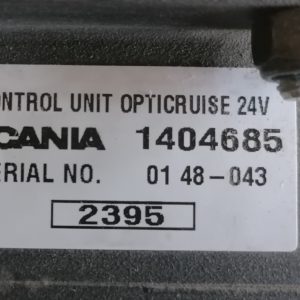 ONTROL UNIT OPTICRUISE 24V
CANIA 1404685
ERIAL NO. 01 48-043
2395